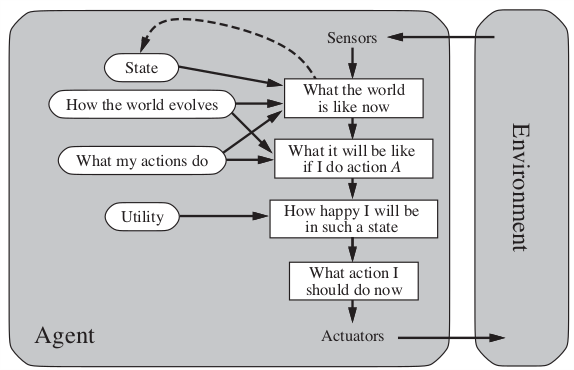 Sensors
State
What the world
is like now
How the world evolves
What my actions do
What it will be like
if I do action A
Utility
How happy I will be
in such a state
What action I
should do now
Agent
Actuators
Environment